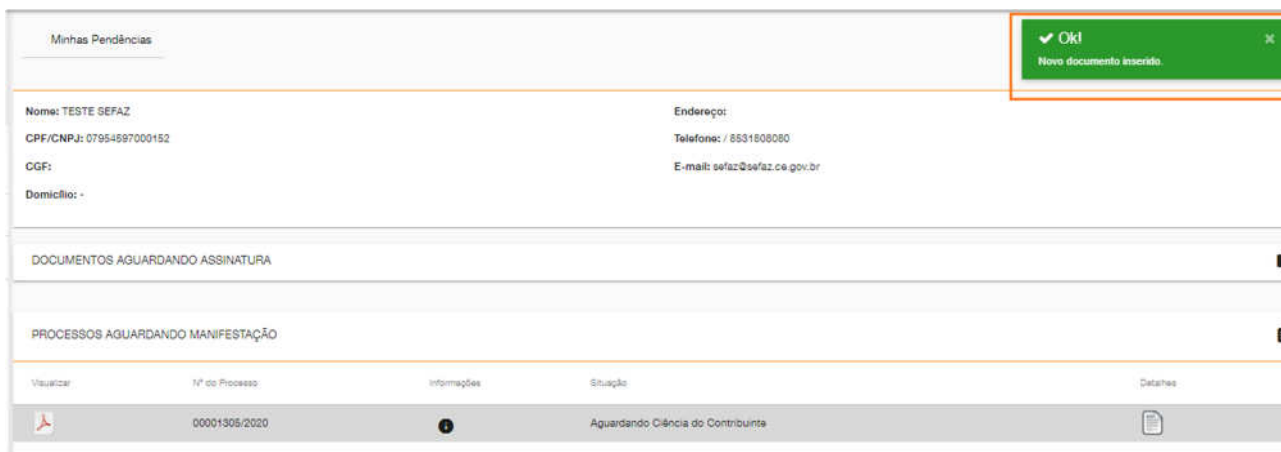 Minhas Pendências
✔ Ok! ×
Novo documento inserido.
Nome: TESTE SEFAZ
Endereço:
CPF/CNPJ: 07954597000152
Telefone: / 8531808080
CGF:
E-mail: sefaz@sefaz.ce.gov.br
Domicílio: -
DOCUMENTOS AGUARDANDO ASSINATURA
PROCESSOS AGUARDANDO MANIFESTAÇÃO
Visualizar Nº do Processo Informações Situação Detalhes
00001305/2020 Aguardando Ciência do Contribuinte